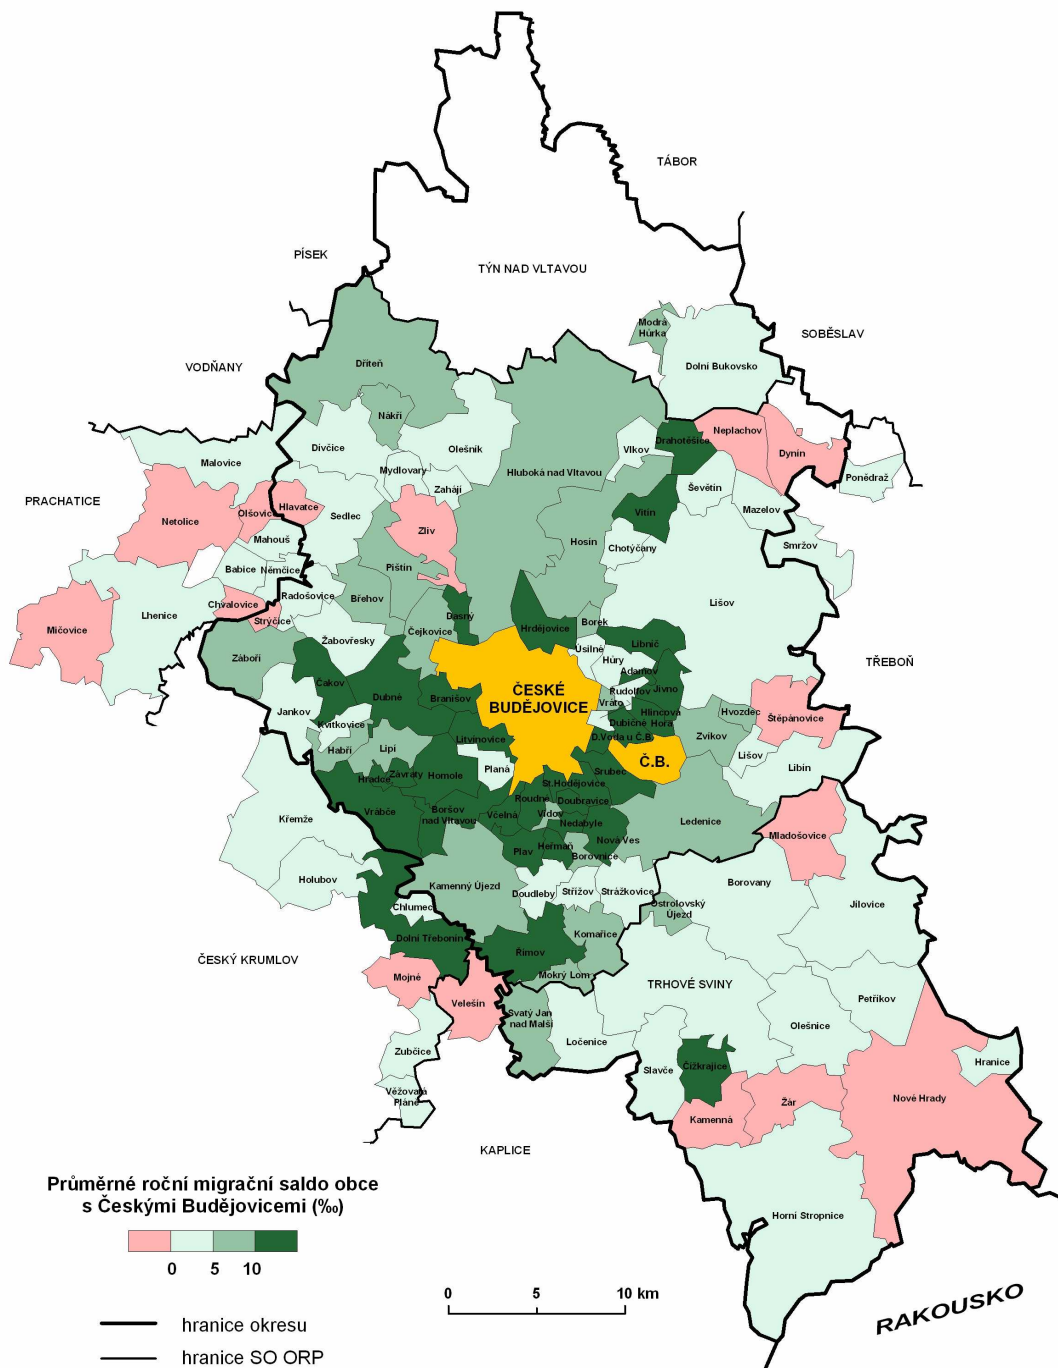 TÁBOR
PÍSEK
TÝN NAD VLTAVOU
SOBĚSLAV
Modrá
Hůrka
VODŇANY
Dříteň
Dolní Bukovsko
Nákří
Neplachov
Drahotěšice
Dynín
Olešník
Dívčice
Vlkov
Malovice
Mydlovary
Hluboká nad Vltavou
Ponědraž
Zahájí
Ševětín
PRACHATICE
Olšovice
Hlavatce
Mazelov
Vitín
Netolice
Sedlec
Zliv
Mahouš
Hosín
Chotýčany
Smržov
Babice
Němčice
Pištín
Radošovice
Břehov
Lišov
Chvalovice
Lhenice
Mičovice
Strýčice
Dasný
Borek
Hrdějovice
Čejkovice
Žabovřesky
Úsilné
Libníč
Záboří
Hůry
TŘEBOŇ
Adamov
Čakov
ČESKÉ
BUDĚJOVICE
Rudolfov
Jivno
Dubné
Branišov
Vráto
Jankov
Hlincová
Hora
Hvozdec
Štěpánovice
Kvítkovice
Dubičné
Zvíkov
D.Voda u Č.B.
Litvínovice
Habří
Lipí
Lišov
Č.B.
Libín
Planá
Srubec
Závraty
Homole
Hradce
St.Hodějovice
Roudné
Doubravice
Vrábče
Boršov
nad Vltavou
Včelná
Vidov
Ledenice
Křemže
Nedabyle
Mladošovice
Nová Ves
Plav
Heřmaň
Borovnice
Holubov
Kamenný Újezd
Borovany
Doudleby
Střížov
Strážkovice
Jílovice
Chlumec
Ostrolovský
Újezd
Komařice
Dolní Třebonín
Římov
ČESKÝ KRUMLOV
Mojné
Mokrý Lom
TRHOVÉ SVINY
Velešín
Petříkov
Svatý Jan
nad Malší
Olešnice
Ločenice
Zubčice
Hranice
Slavče
Čížkrajice
Věžovatá
Pláně
Nové Hrady
Žár
Kamenná
KAPLICE
Průměrné roční migrační saldo obce
s Českými Budějovicemi (‰)
Horní Stropnice
0 5 10
0 5 10 km
RAKOUSKO
hranice okresu
hranice SO ORP